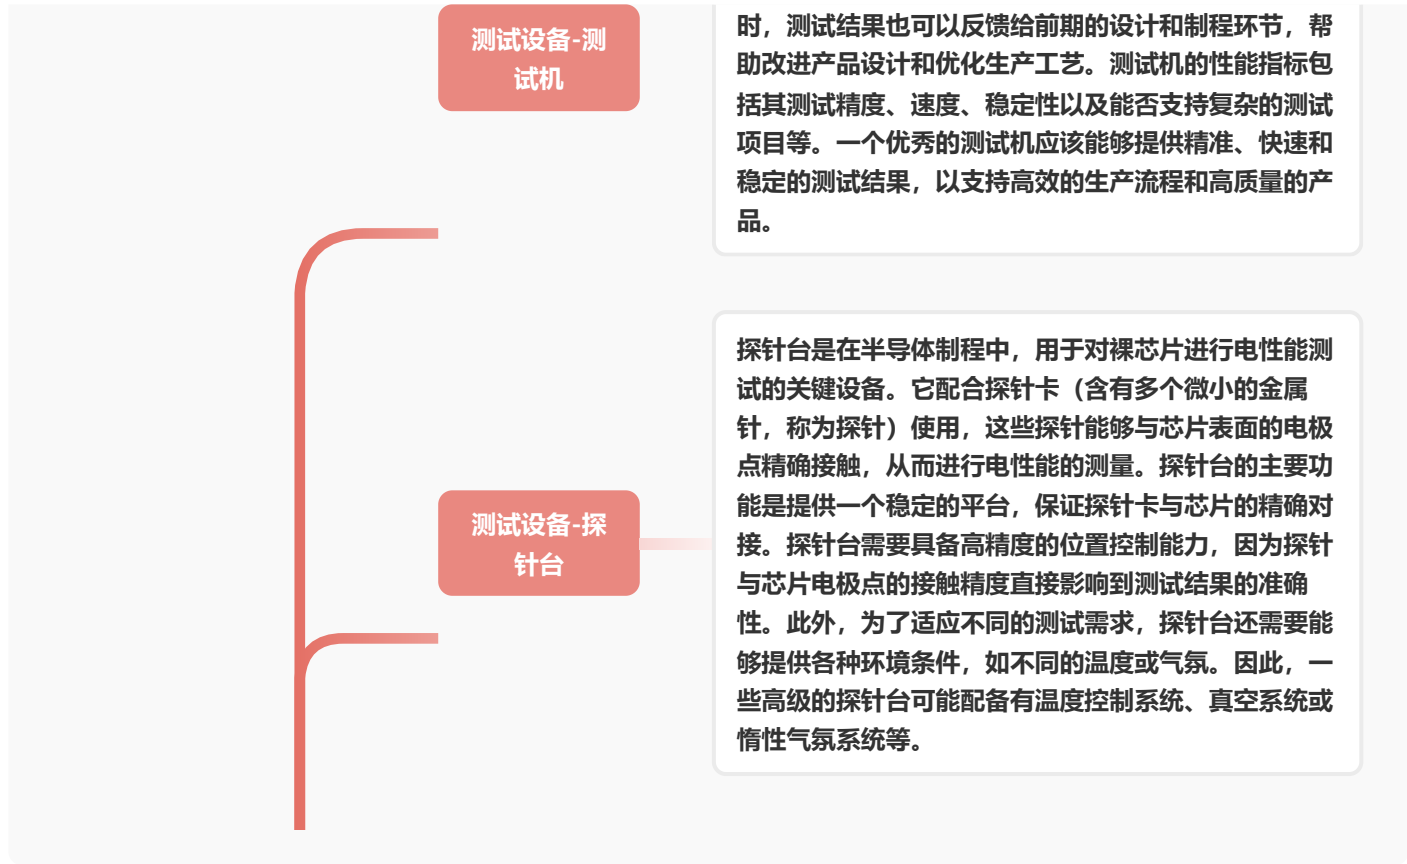 测试设备-测
试机
时，测试结果也可以反馈给前期的设计和制程环节，帮
助改进产品设计和优化生产工艺。测试机的性能指标包
括其测试精度、速度、稳定性以及能否支持复杂的测试
项目等。一个优秀的测试机应该能够提供精准、快速和
稳定的测试结果，以支持高效的生产流程和高质量的产
品。
测试设备-探
针台
探针台是在半导体制程中，用于对裸芯片进行电性能测
试的关键设备。它配合探针卡（含有多个微小的金属
针，称为探针）使用，这些探针能够与芯片表面的电极
点精确接触，从而进行电性能的测量。探针台的主要功
能是提供一个稳定的平台，保证探针卡与芯片的精确对
接。探针台需要具备高精度的位置控制能力，因为探针
与芯片电极点的接触精度直接影响到测试结果的准确
性。此外，为了适应不同的测试需求，探针台还需要能
够提供各种环境条件，如不同的温度或气氛。因此，一
些高级的探针台可能配备有温度控制系统、真空系统或
惰性气氛系统等。